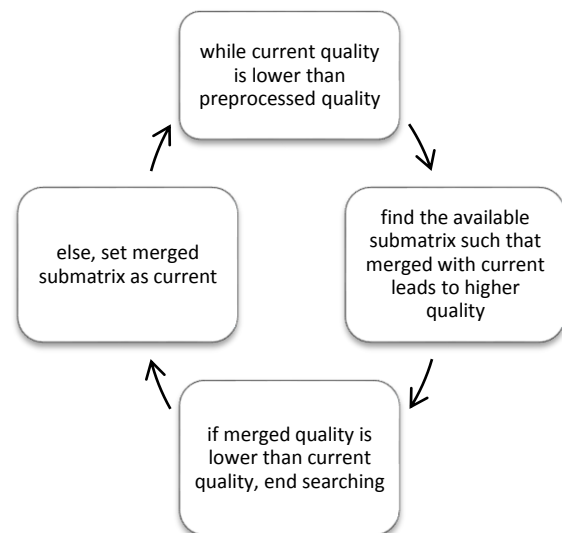 while current quality
is lower than
preprocessed quality
find the available
submatrix such that
merged with current
leads to higher
quality
if merged quality is
lower than current
quality, end searching
else, set merged
submatrix as current